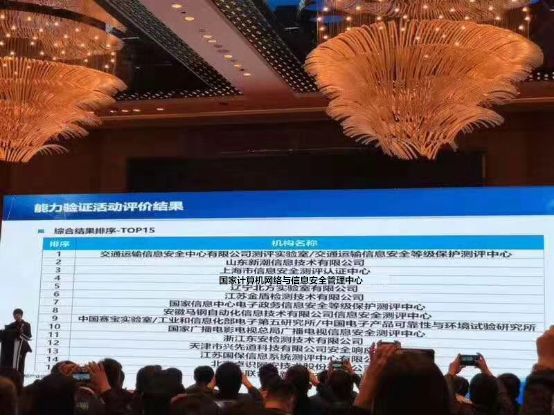 能力验证活动评价结果
综合结果排序-TOP15
排序 机构名称
1 交通运输信息安全中心有限公司测评实验室/交通运输信息安全等级保护测评中心
2 山东新潮信息技术有限公司
3 上海市信息安全测评认证中心
4 国家计算机网络与信息安全管理中心
5 辽宁北方实验室有限公司
6 江苏金盾检测技术有限公司
7 国家信息中心电子政务信息安全等级保护测评中心
8 安徽马钢自动化信息技术有限公司信息安全测评中心
9 中国赛宝实验室/工业和信息化部电子第五研究所/中国电子产品可靠性与环境试验研究所
10 国家广播电影电视总局广播电视信息安全测评中心
11 浙江东安检测技术有限公司
12 天津市兴先道科技有限公司安全响应
13 江苏国保信息系统测评中心有限公司
14